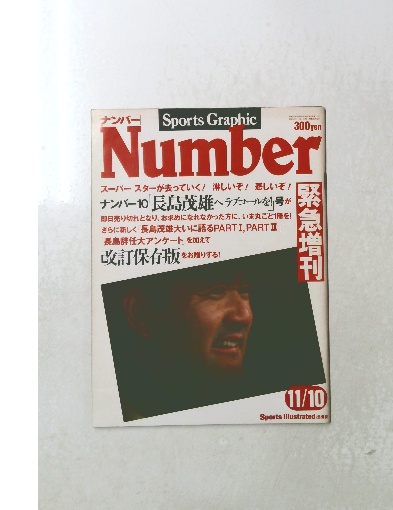 ナンバー
Sports Graphic
Number
300yen
スーパースターが去っていく! 淋しいぞ! 悲しいぞ!
ナンバー10「長島茂雄へラブコールを!」号が
即日売り切れとなり、お求めになれなかった方に、いま丸ごと1冊を!
さらに新しく「長島茂雄大いに語るPART I, PART II
長島辞任大アンケート」を加えて
改訂保存版をお贈りする!
緊急増刊
11/10
Sports Illustrated